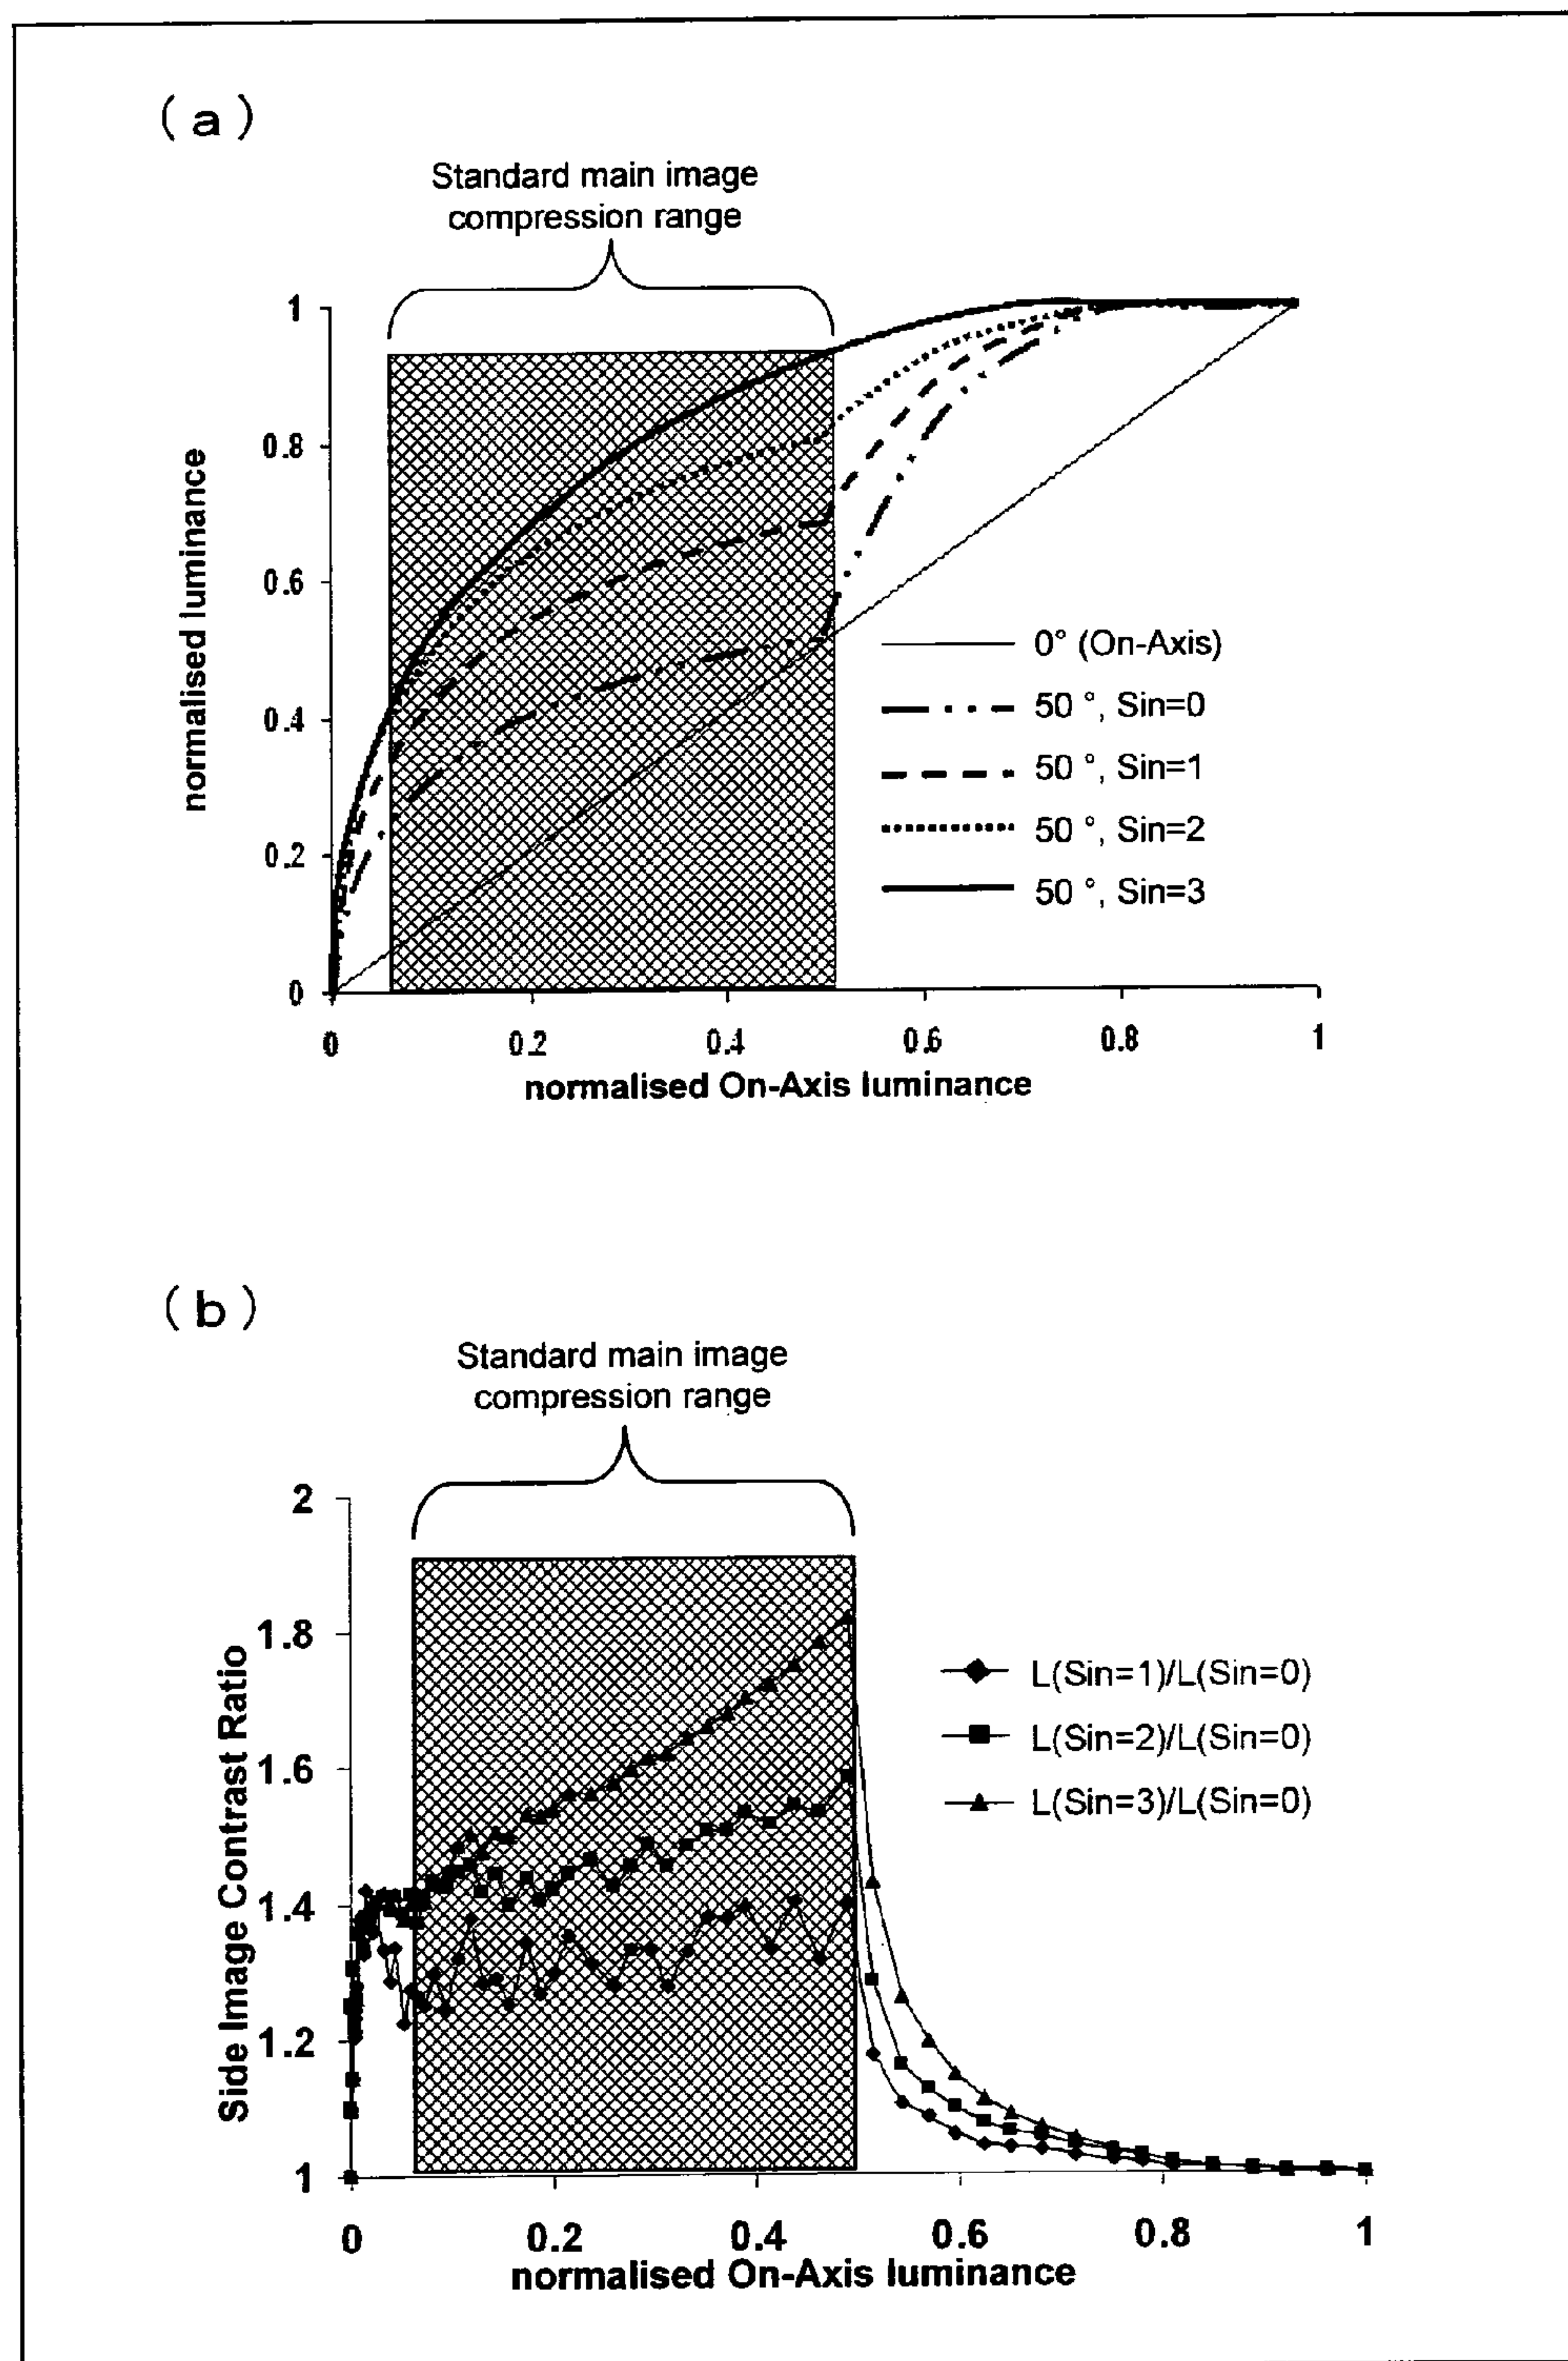 (a)
Standard main image
compression range
1
0.8
0.6
0.4
0.2
0
normalised luminance
0° (On-Axis)
50 °, Sin=0
50 °, Sin=1
50 °, Sin=2
50 °, Sin=3
0 0.2 0.4 0.6 0.8 1
normalised On-Axis luminance
(b)
Standard main image
compression range
2
1.8
1.6
1.4
1.2
1
Side Image Contrast Ratio
L(Sin=1)/L(Sin=0)
L(Sin=2)/L(Sin=0)
L(Sin=3)/L(Sin=0)
0 0.2 0.4 0.6 0.8 1
normalised On-Axis luminance